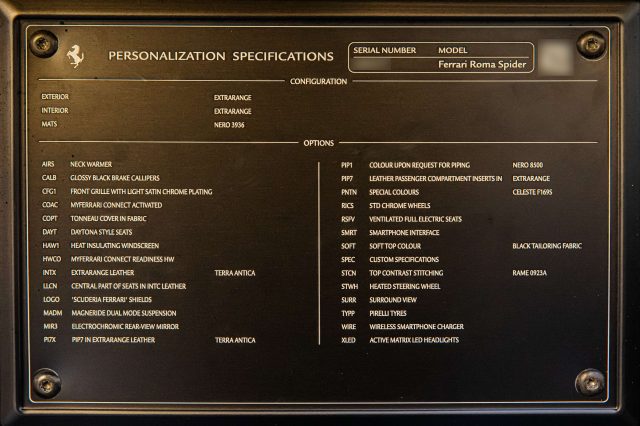 PERSONALIZATION SPECIFICATIONS
SERIAL NUMBER MODEL
Ferrari Roma Spider
CONFIGURATION
EXTERIOR EXTRARANGE
INTERIOR EXTRARANGE
MATS NERO 3936
OPTIONS
AIRS NECK WARMER
CALB GLOSSY BLACK BRAKE CALLIPERS
CFG1 FRONT GRILLE WITH LIGHT SATIN CHROME PLATING
COAC MYFERRARI CONNECT ACTIVATED
COPT TONNEAU COVER IN FABRIC
DAYT DAYTONA STYLE SEATS
HAW1 HEAT INSULATING WINDSCREEN
HWCO MYFERRARI CONNECT READINESS HW
INTX EXTRARANGE LEATHER TERRA ANTICA
LLCN CENTRAL PART OF SEATS IN INTC LEATHER
LOGO 'SCUDERIA FERRARI' SHIELDS
MADM MAGNERIDE DUAL MODE SUSPENSION
MIR3 ELECTROCHROMIC REAR-VIEW MIRROR
PI7X PIP7 IN EXTRARANGE LEATHER TERRA ANTICA
PIP1 COLOUR UPON REQUEST FOR PIPING NERO 8500
PIP7 LEATHER PASSENGER COMPARTMENT INSERTS IN EXTRARANGE
PNTN SPECIAL COLOURS CELESTE F169S
RICS STD CHROME WHEELS
RSFV VENTILATED FULL ELECTRIC SEATS
SMRT SMARTPHONE INTERFACE
SOFT SOFT TOP COLOUR BLACK TAILORING FABRIC
SPEC CUSTOM SPECIFICATIONS
STCN TOP CONTRAST STITCHING RAME 0923A
STWH HEATED STEERING WHEEL
SURR SURROUND VIEW
TYPP PIRELLI TYRES
WIRE WIRELESS SMARTPHONE CHARGER
XLED ACTIVE MATRIX LED HEADLIGHTS